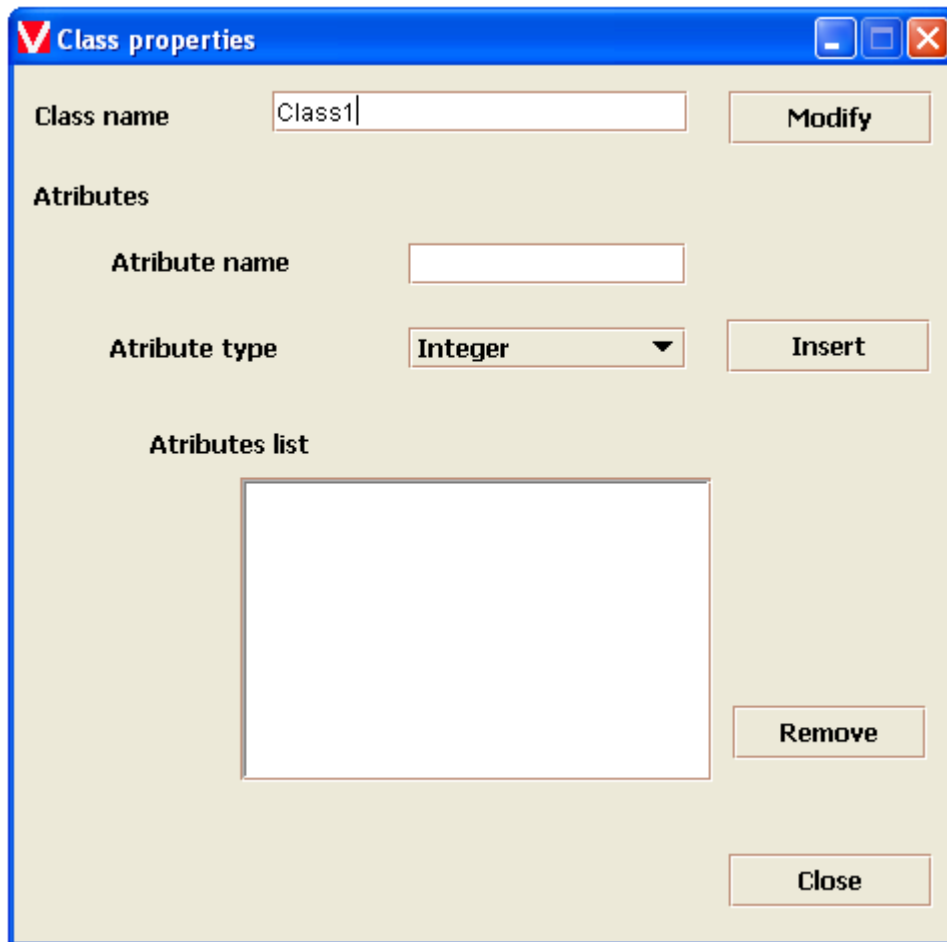 Class properties
Class name Class1 Modify
Atributes
Atribute name
Atribute type Integer Insert
Atributes list
Remove
Close